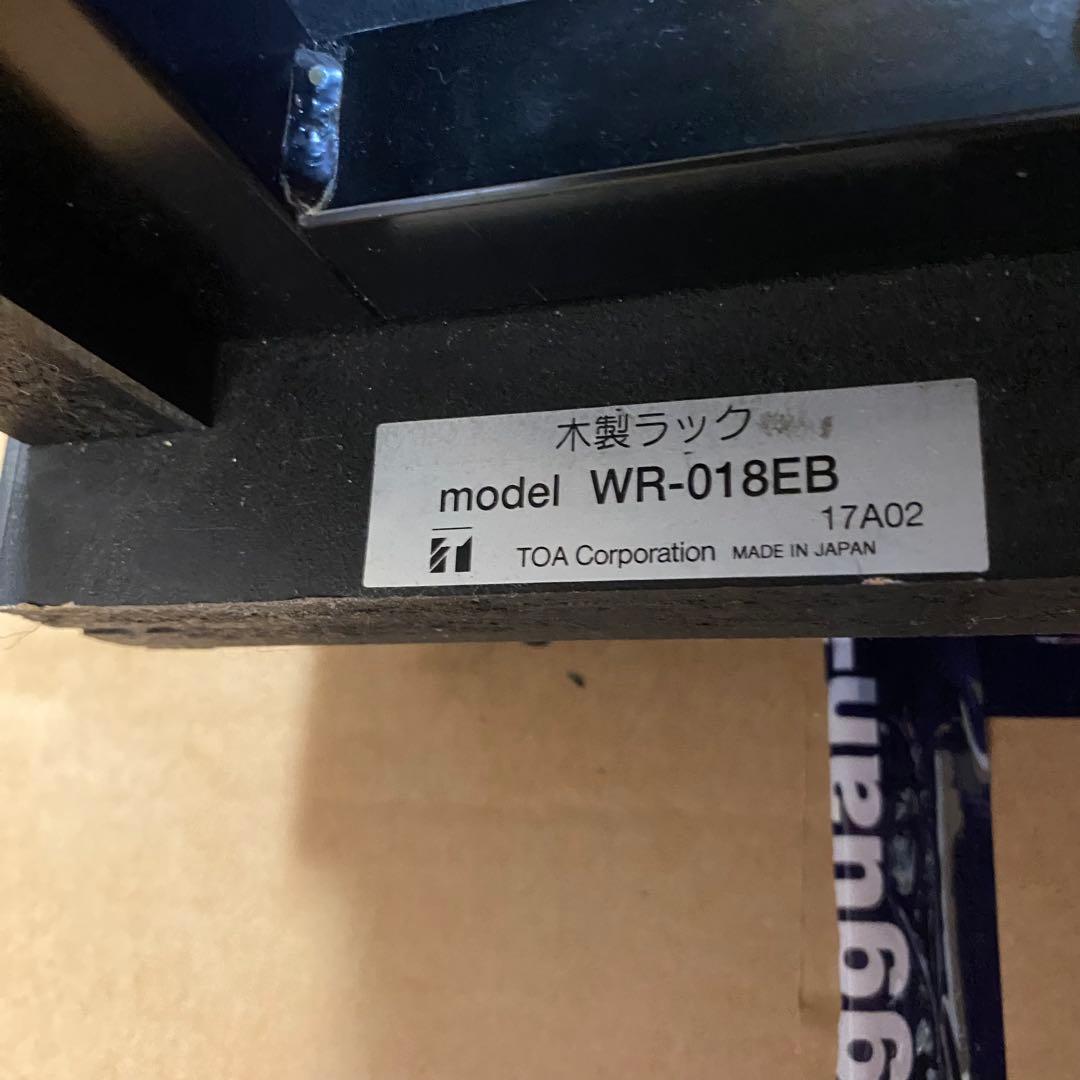 木製ラック
model WR-018EB
17A02
TOA Corporation MADE IN JAPAN